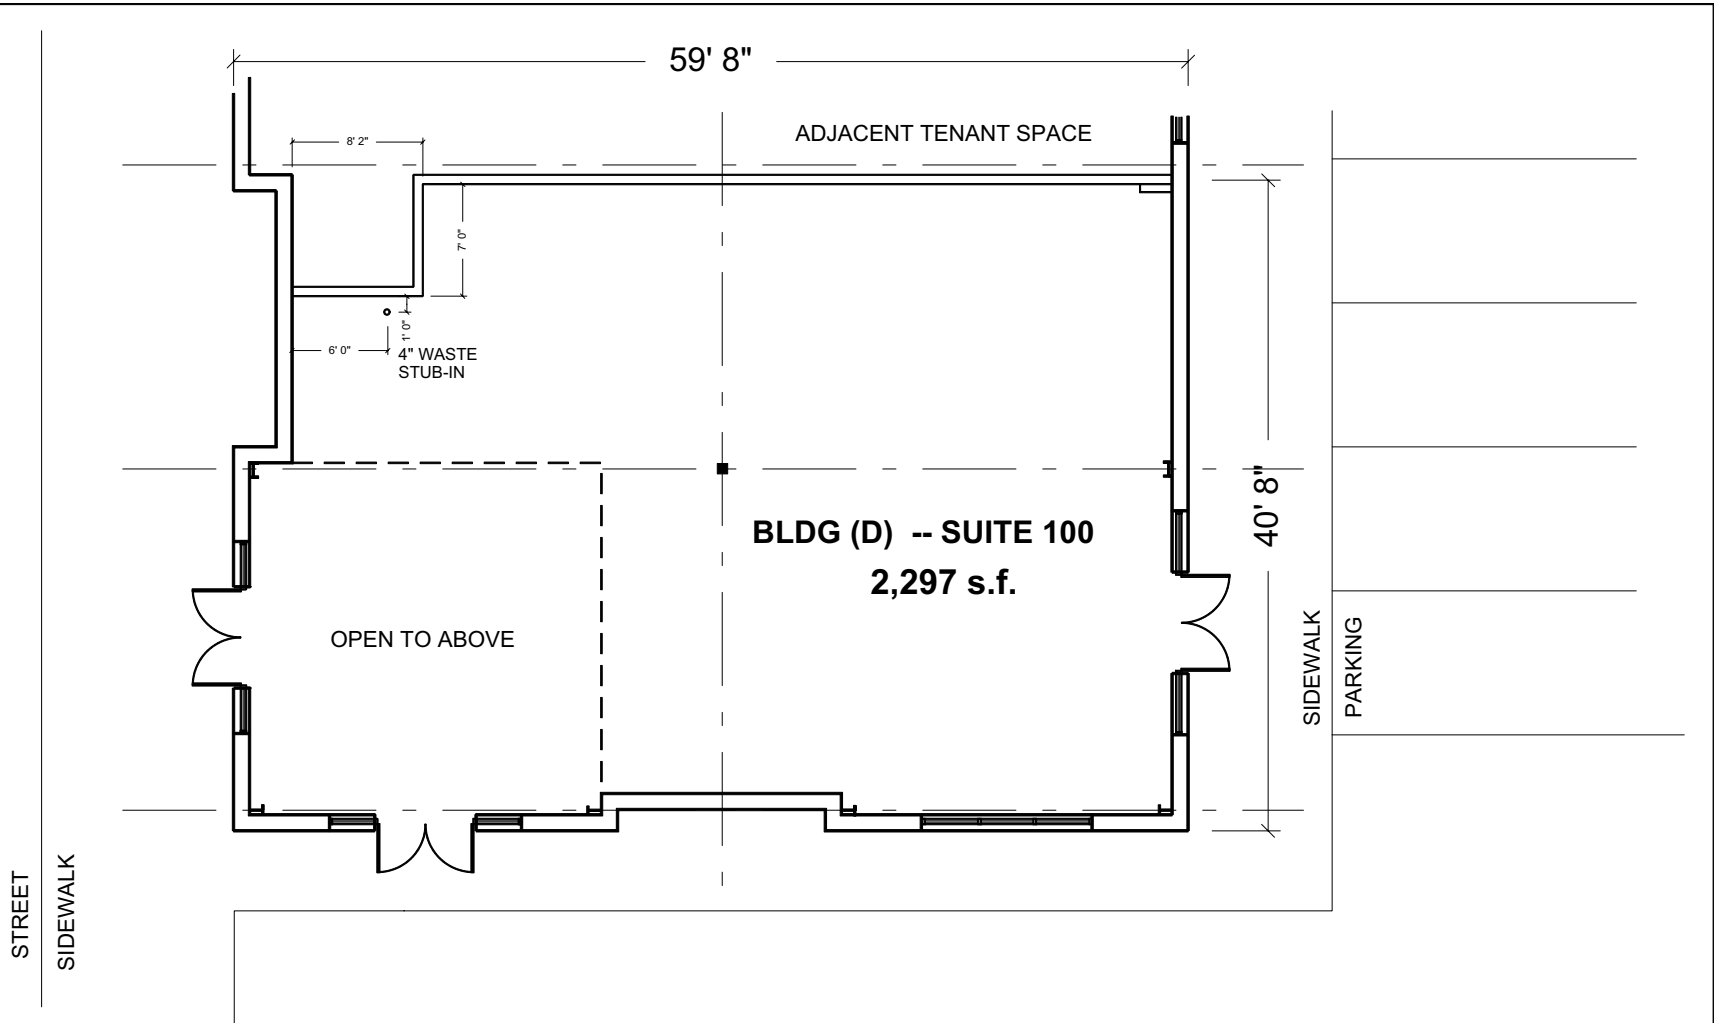 59' 8"
ADJACENT TENANT SPACE
8' 2"
7' 0"
1' 0"
6' 0"
4" WASTE
STUB-IN
40' 8"
BLDG (D) -- SUITE 100
2,297 s.f.
OPEN TO ABOVE
SIDEWALK
PARKING
STREET
SIDEWALK